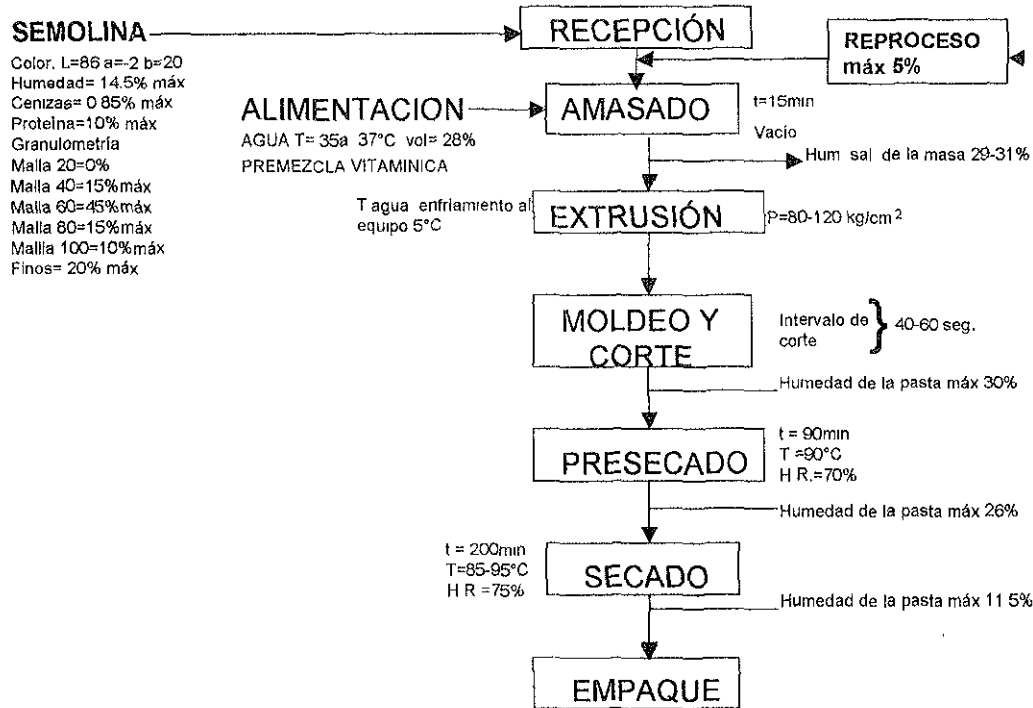 SEMOLINA
Color. L=86 a=-2 b=20
Humedad= 14.5% máx
Cenizas= 0 85% máx
Proteína=10% máx
Granulometría
Malla 20=0%
Malla 40=15%máx
Malla 60=45%máx
Malla 80=15%máx
Mallla 100=10%máx
Finos= 20% máx
RECEPCIÓN
REPROCESO
máx 5%
ALIMENTACION
AGUA T= 35a 37°C vol= 28%
PREMEZCLA VITAMINICA
AMASADO
t=15min
Vacío
Hum sal de la masa 29-31%
T agua enfriamiento al
equipo 5°C
EXTRUSIÓN
P=80-120 kg/cm²
MOLDEO Y
CORTE
Intervalo de
corte } 40-60 seg.
Humedad de la pasta máx 30%
PRESECADO
t = 90min
T =90°C
H R.=70%
Humedad de la pasta máx 26%
t = 200min
T=85-95°C
H R =75%
SECADO
Humedad de la pasta máx 11 5%
EMPAQUE